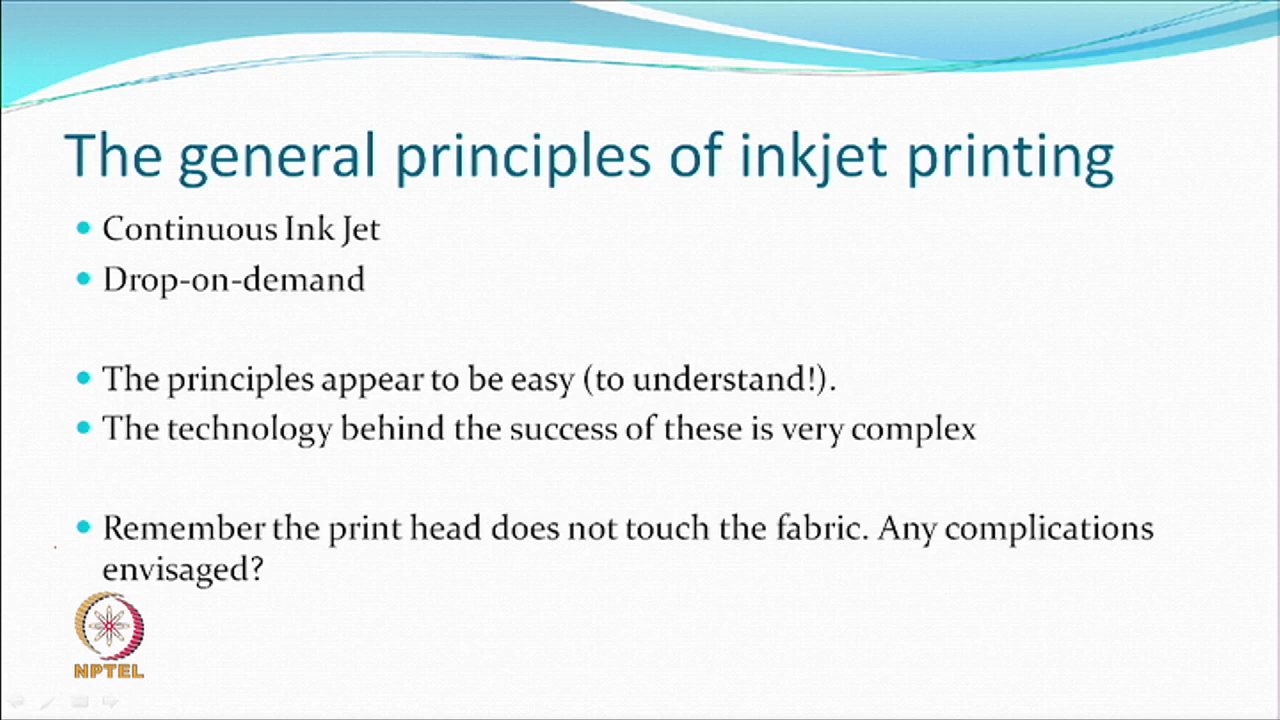 The general principles of inkjet printing
Continuous Ink Jet
Drop-on-demand
The principles appear to be easy (to understand!).
The technology behind the success of these is very complex
Remember the print head does not touch the fabric. Any complications
envisaged?
NPTEL